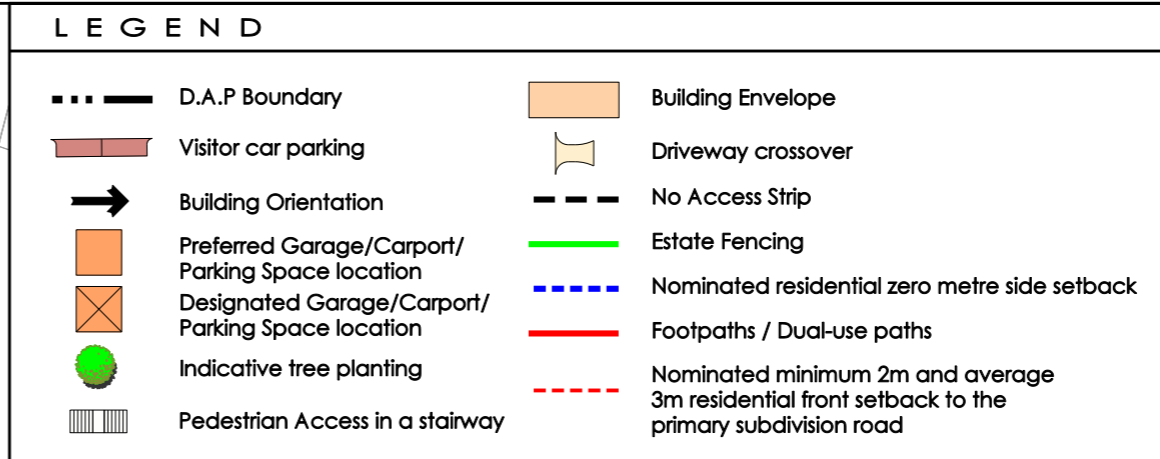 LEGEND
D.A.P Boundary
Visitor car parking
Building Orientation
Preferred Garage/Carport/
Parking Space location
Designated Garage/Carport/
Parking Space location
Indicative tree planting
Pedestrian Access in a stairway
Building Envelope
Driveway crossover
No Access Strip
Estate Fencing
Nominated residential zero metre side setback
Footpaths / Dual-use paths
Nominated minimum 2m and average
3m residential front setback to the
primary subdivision road